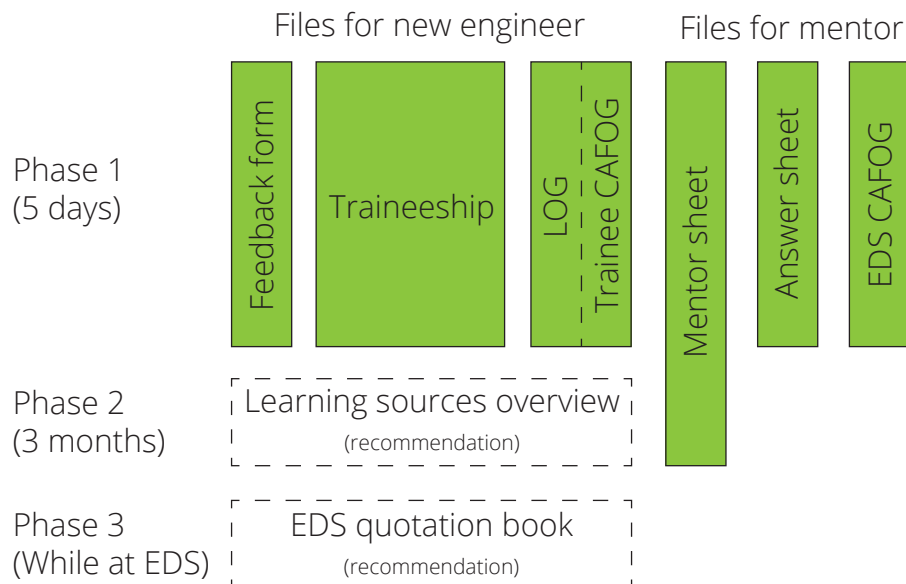 Files for new engineer
Files for mentor
Phase 1
(5 days)
Feedback form
Traineeship
LOG
Trainee CAFOG
Mentor sheet
Answer sheet
EDS CAFOG
Phase 2
(3 months)
Learning sources overview
(recommendation)
Phase 3
(While at EDS)
EDS quotation book
(recommendation)